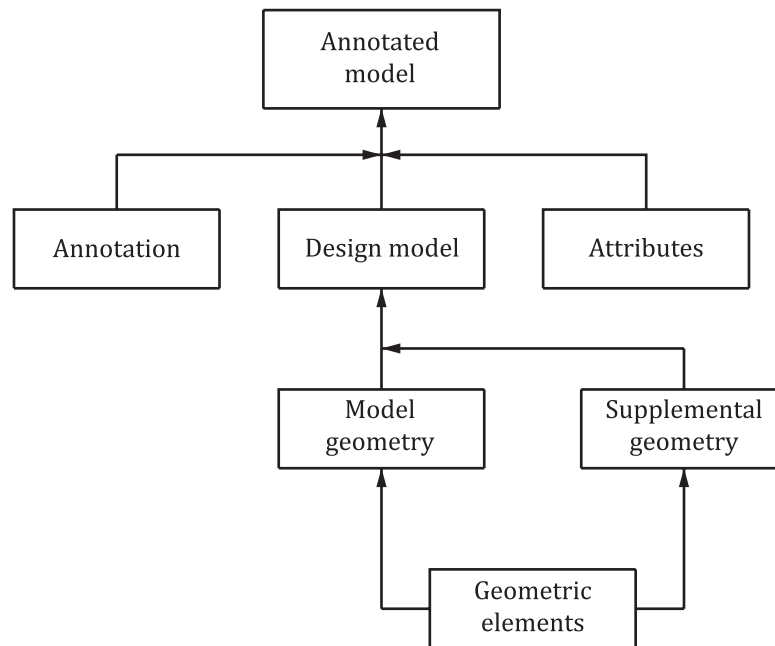 Annotated
model
Annotation
Design model
Attributes
Model
geometry
Supplemental
geometry
Geometric
elements